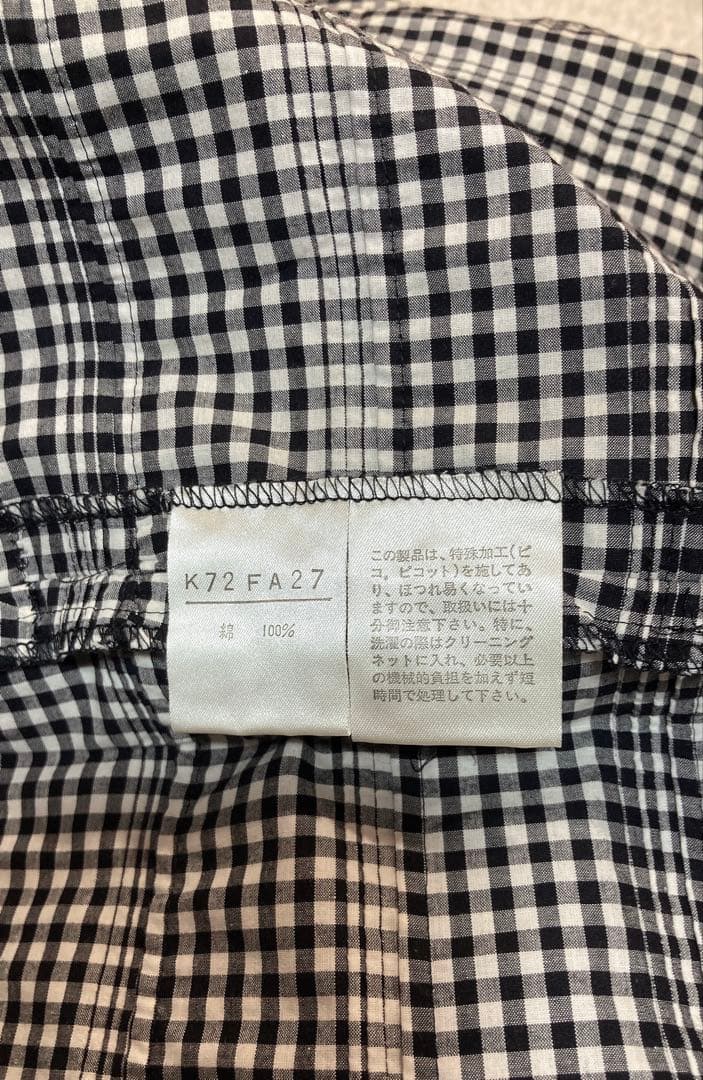 K72 FA27
綿 100%
この製品は、特殊加工(ピ
コ。ピコット)を施してあ
り、ほつれ易くなってい
ますので、取扱いには十
分御注意下さい。特に、
洗濯の際はクリーニング
ネットに入れ、必要以上
の機械的負担を加えず短
時間で処理して下さい。